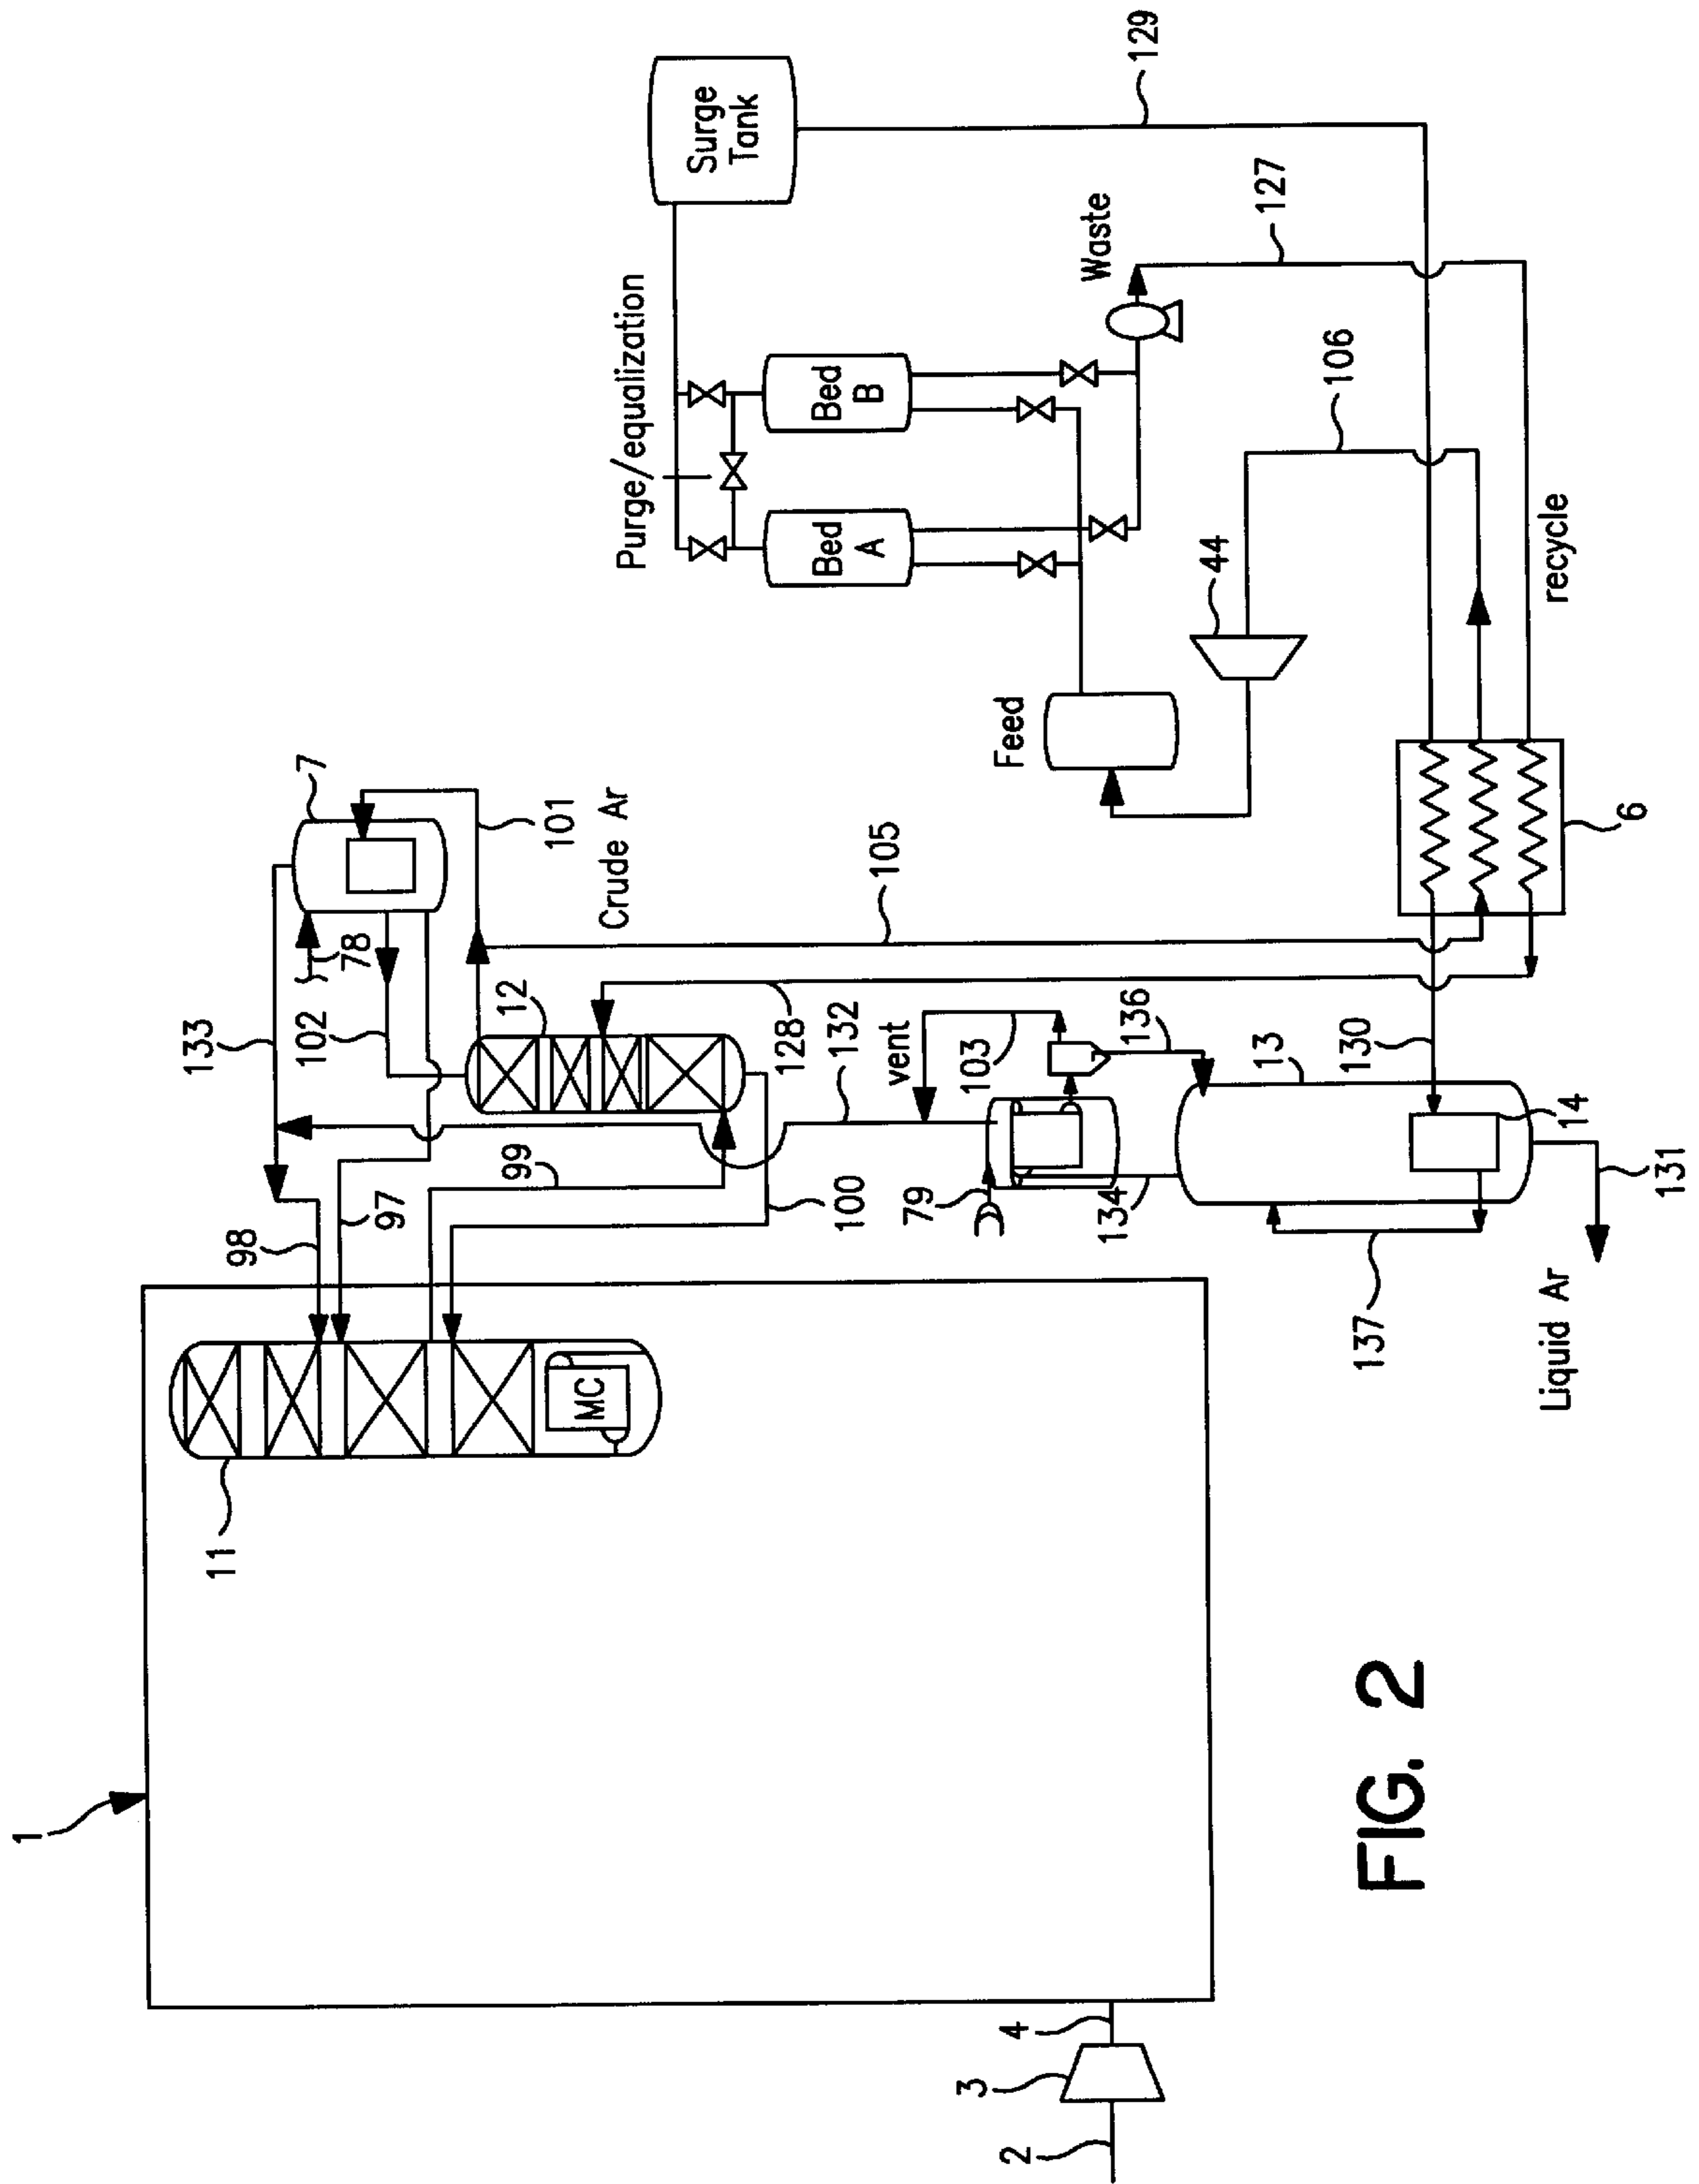 1
2
3
4
11
MC
98
97
99
100
133
102
78
7
12
101
Crude Ar
105
128
132
vent
103
136
79
134
13
130
14
131
137
Liquid Ar
6
recycle
Feed
44
106
127
Waste
Bed
A
Bed
B
Purge/equalization
Surge
Tank
129
FIG. 2